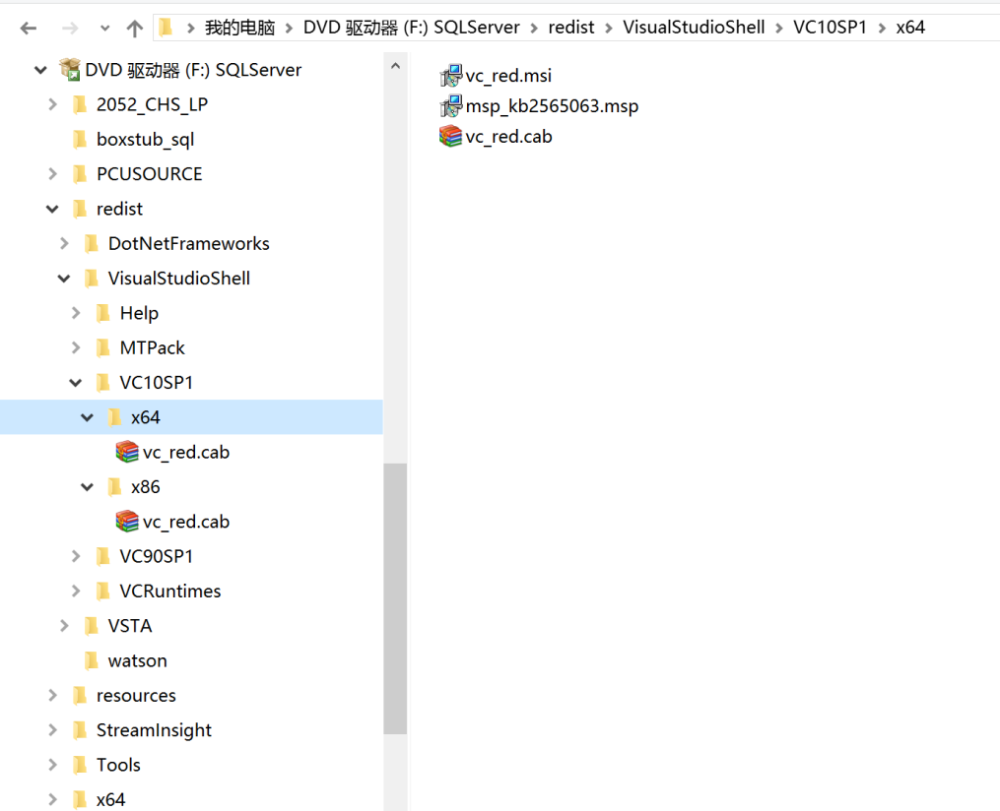 我的电脑 > DVD 驱动器 (F:) SQLServer > redist > VisualStudioShell > VC10SP1 > x64
DVD 驱动器 (F:) SQLServer
2052_CHS_LP
boxstub_sql
PCUSOURCE
redist
DotNetFrameworks
VisualStudioShell
Help
MTPack
VC10SP1
x64
vc_red.cab
x86
vc_red.cab
VC90SP1
VCRuntimes
VSTA
watson
resources
StreamInsight
Tools
x64
vc_red.msi
msp_kb2565063.msp
vc_red.cab